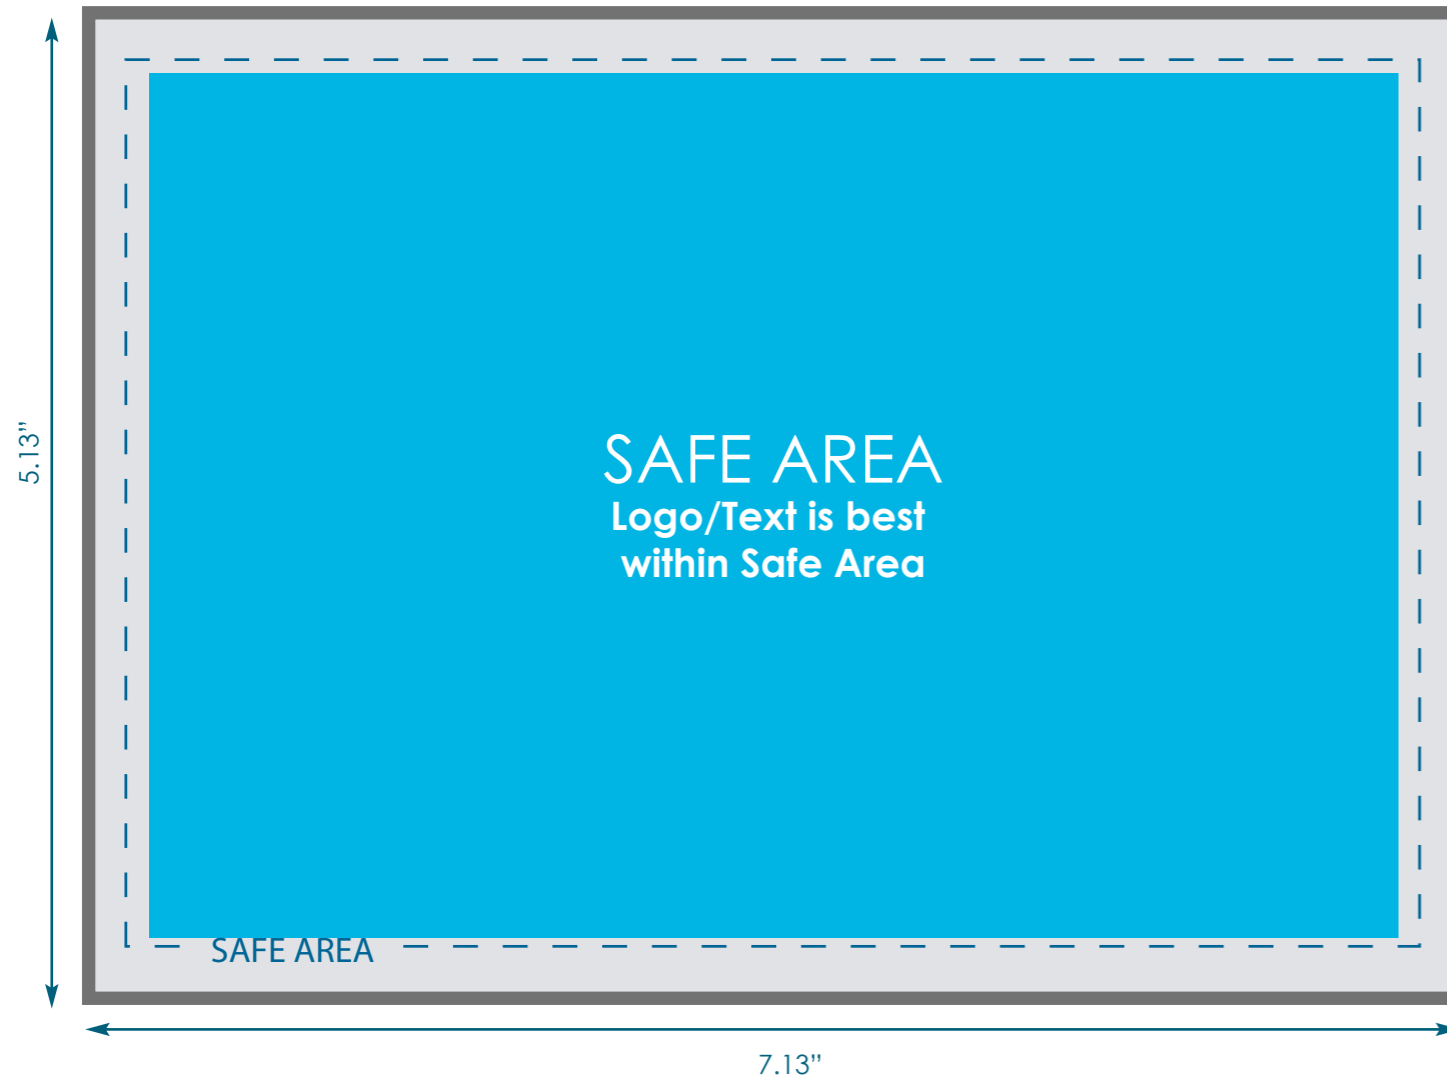 5.13”
SAFE AREA
Logo/Text is best
within Safe Area
SAFE AREA
7.13”